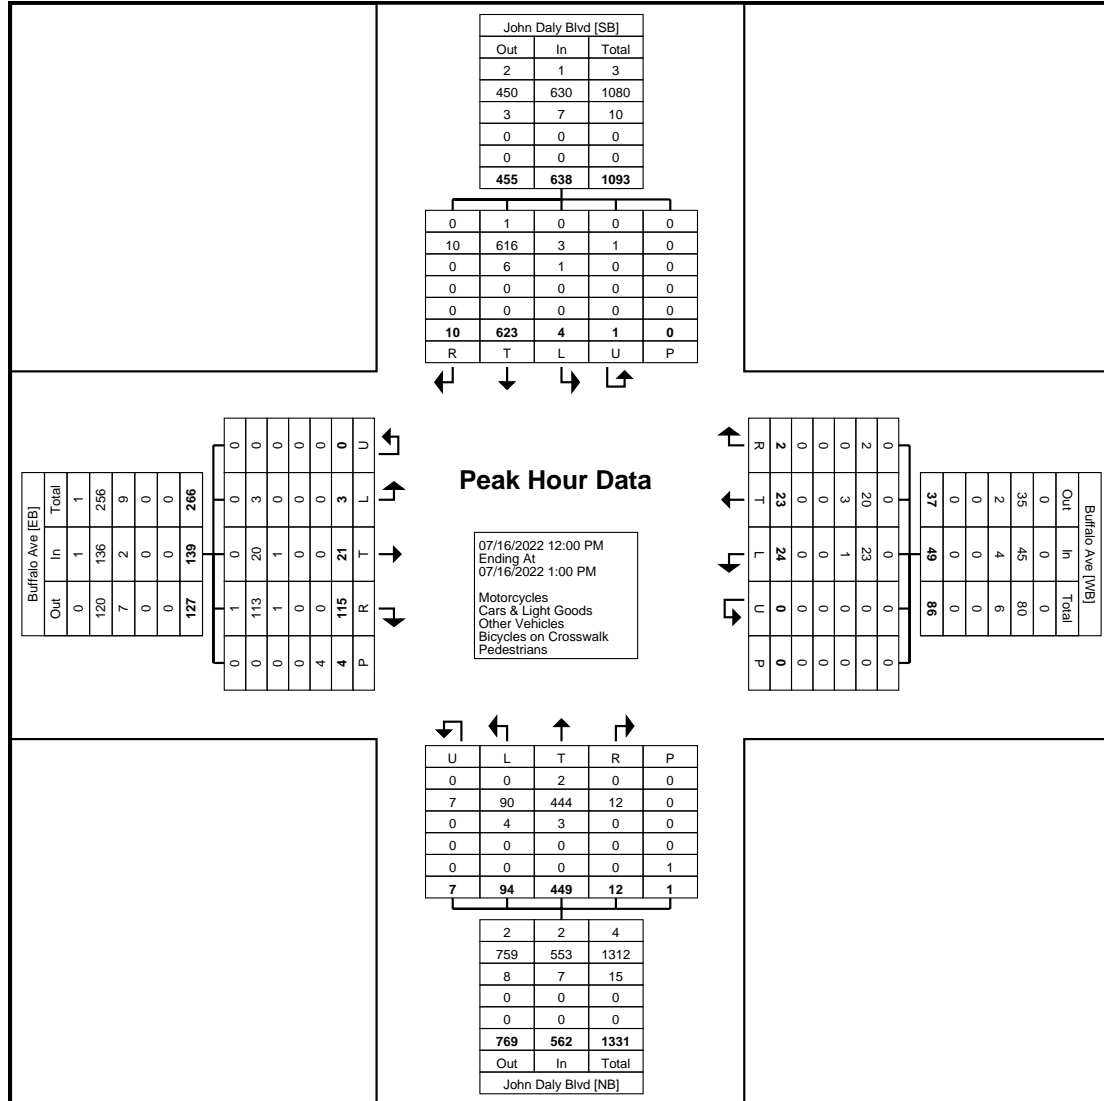 John Daly Blvd [SB]
Out In Total
2 1 3
450 630 1080
3 7 10
0 0 0
0 0 0
455 638 1093
0 1 0 0 0
10 616 3 1 0
0 6 1 0 0
0 0 0 0 0
0 0 0 0 0
10 623 4 1 0
R T L U P
Buffalo Ave [EB]
Out In Total
0 1 1
120 136 256
7 2 9
0 0 0
0 0 0
127 139 266
0 0 0 1 0
0 3 20 113 0
0 0 1 1 0
0 0 0 0 0
0 0 0 0 4
0 3 21 115 4
U L T R P
Peak Hour Data
07/16/2022 12:00 PM
Ending At
07/16/2022 1:00 PM
Motorcycles
Cars & Light Goods
Other Vehicles
Bicycles on Crosswalk
Pedestrians
Buffalo Ave [WB]
Out In Total
0 0 0
35 45 80
2 4 6
0 0 0
0 0 0
37 49 86
0 0 0 0 0
2 20 23 0 0
0 3 1 0 0
0 0 0 0 0
0 0 0 0 0
2 23 24 0 0
R T L U P
U L T R P
0 0 2 0 0
7 90 444 12 0
0 4 3 0 0
0 0 0 0 0
0 0 0 0 1
7 94 449 12 1
2 2 4
759 553 1312
8 7 15
0 0 0
0 0 0
769 562 1331
Out In Total
John Daly Blvd [NB]